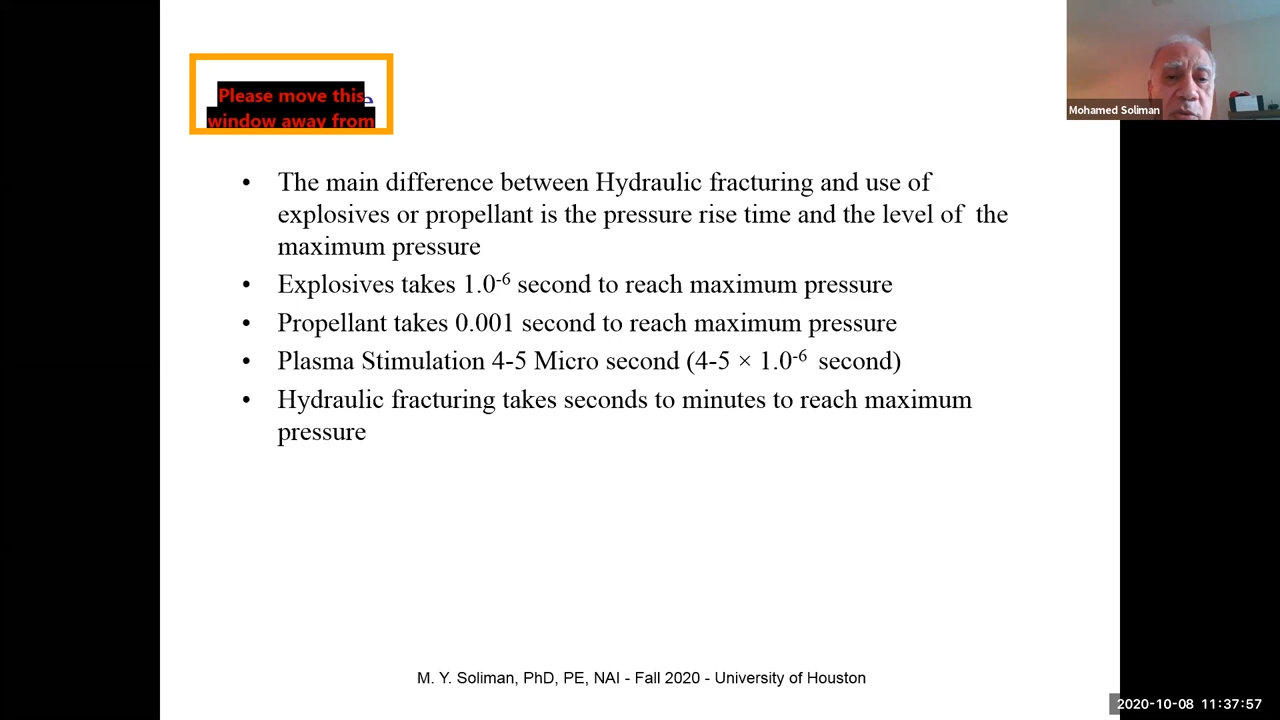 Please move this
window away from
Mohamed Soliman
• The main difference between Hydraulic fracturing and use of
explosives or propellant is the pressure rise time and the level of the
maximum pressure
• Explosives takes 1.0⁻⁶ second to reach maximum pressure
• Propellant takes 0.001 second to reach maximum pressure
• Plasma Stimulation 4-5 Micro second (4-5 × 1.0⁻⁶ second)
• Hydraulic fracturing takes seconds to minutes to reach maximum
pressure
M. Y. Soliman, PhD, PE, NAI - Fall 2020 - University of Houston
2020-10-08 11:37:57